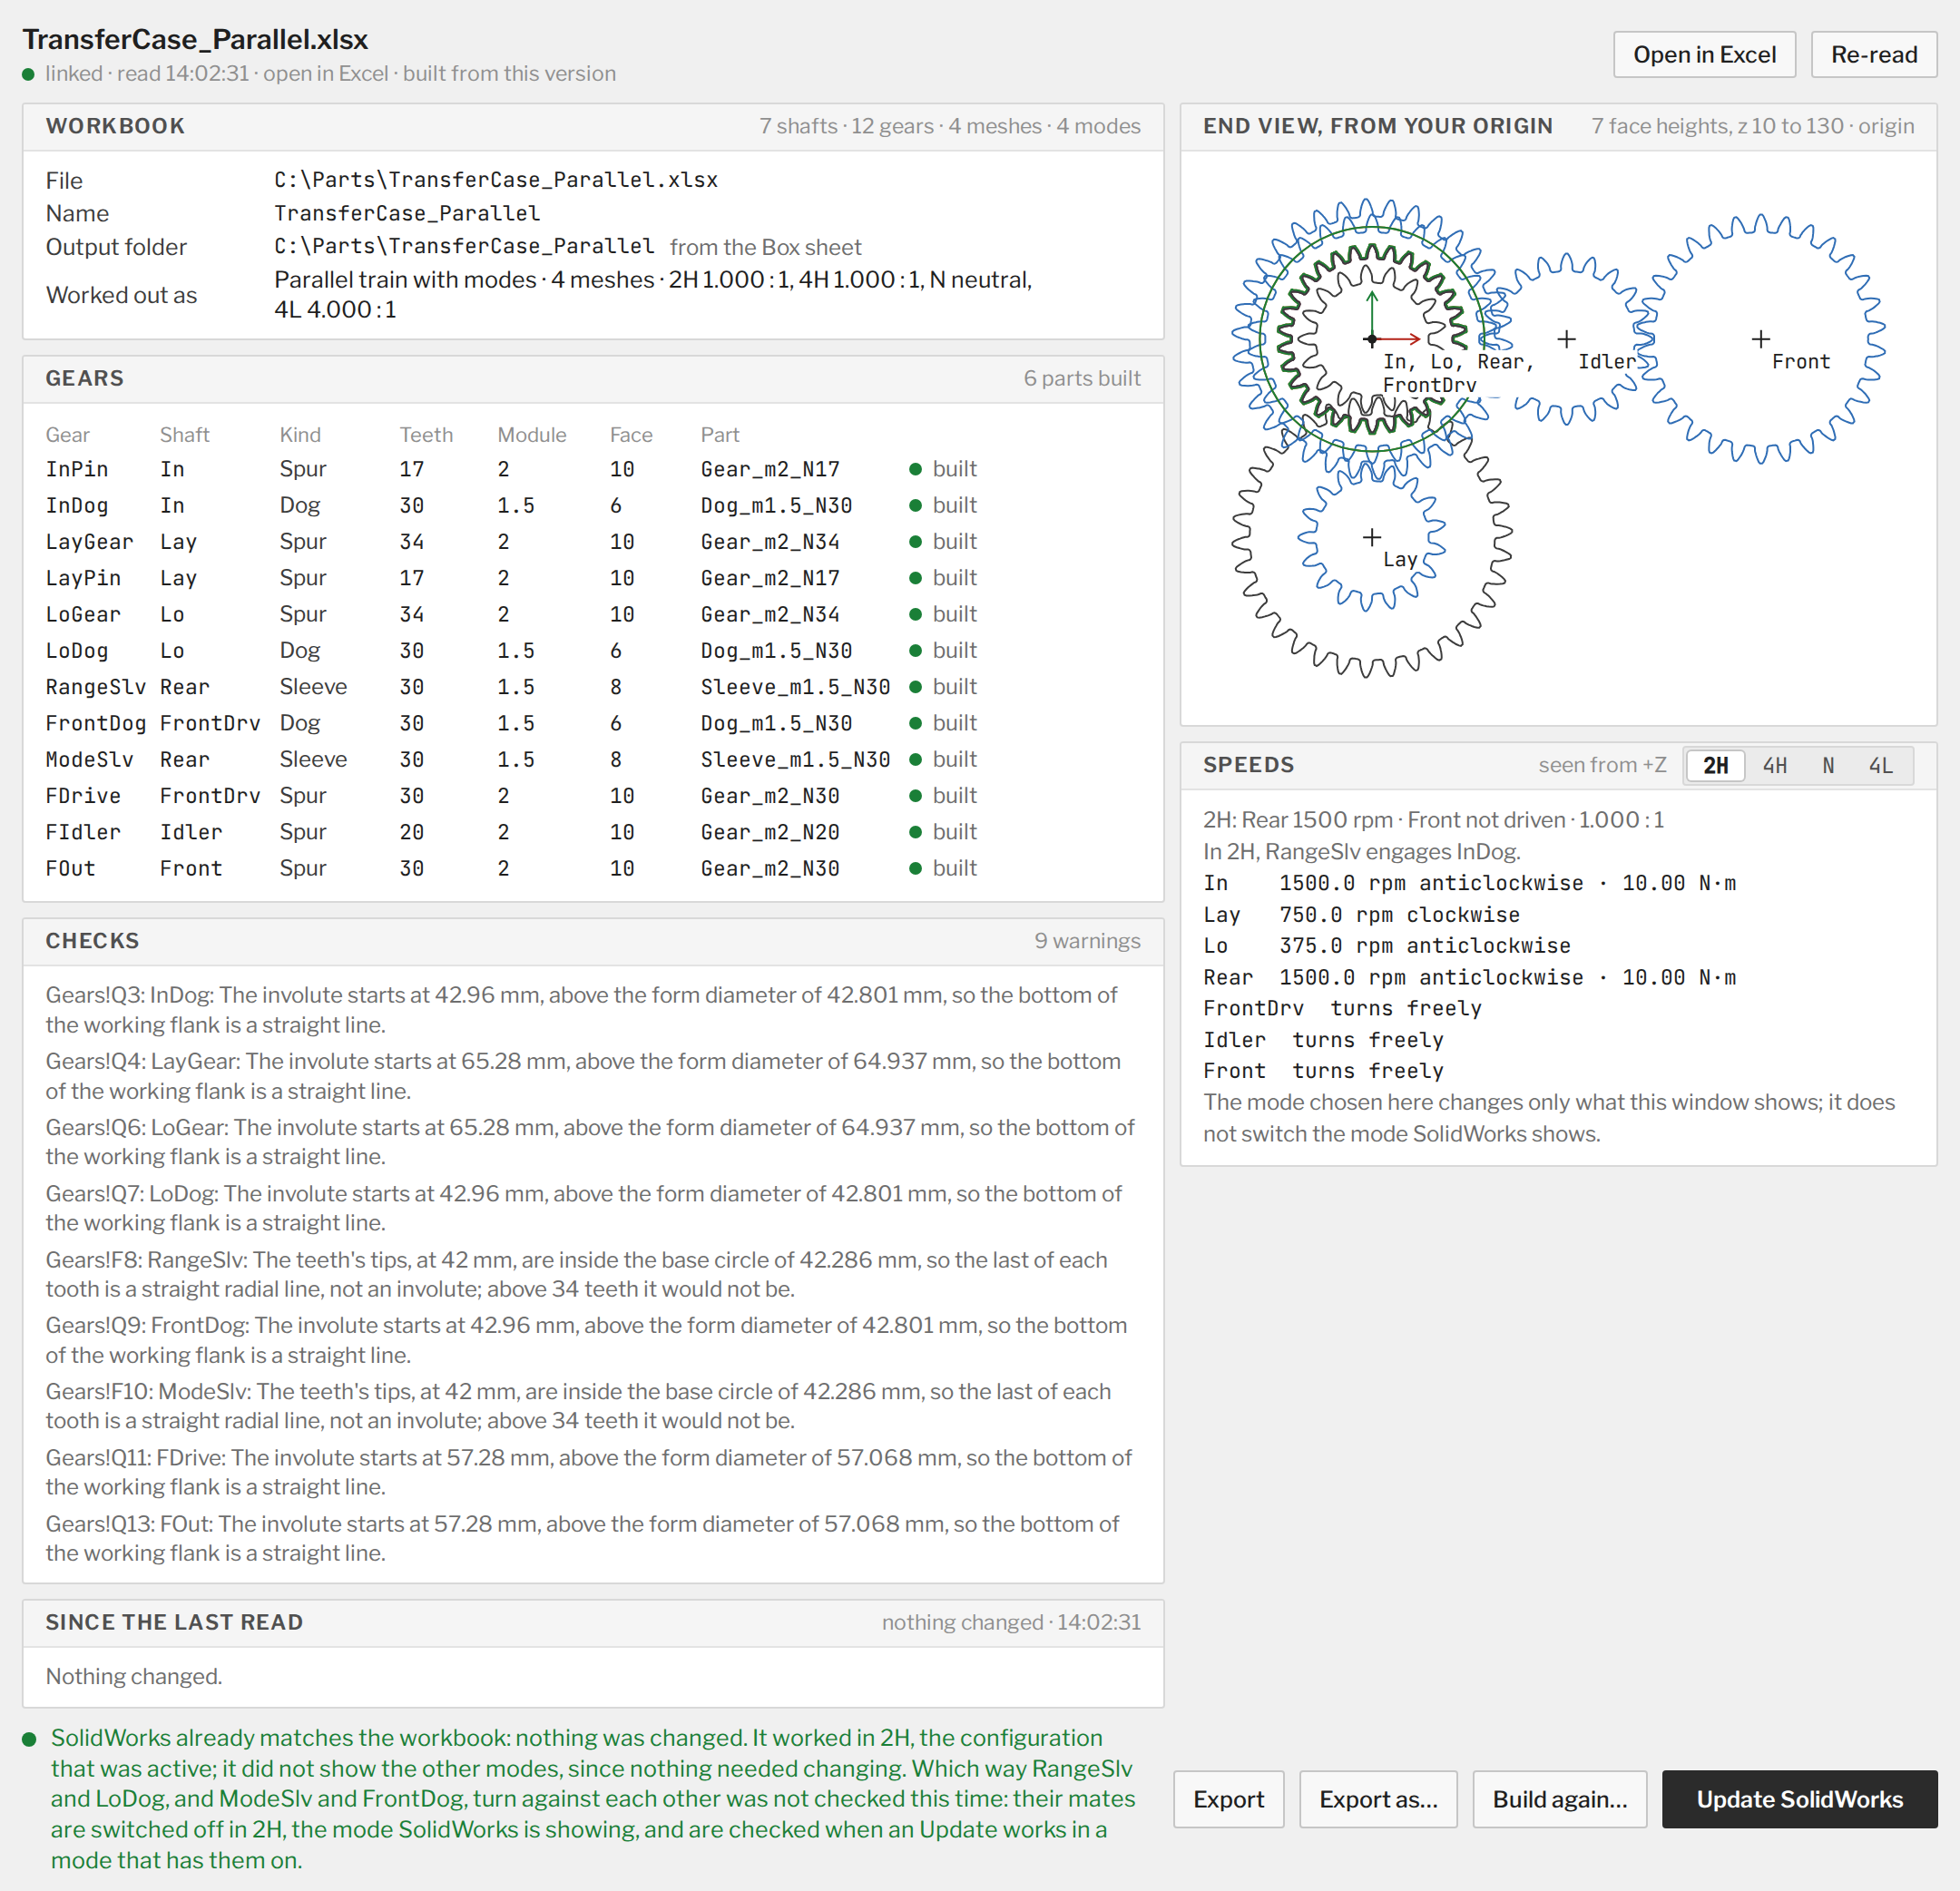 TransferCase_Parallel.xlsx
linked · read 14:02:31 · open in Excel · built from this version
Open in Excel
Re-read
WORKBOOK
7 shafts · 12 gears · 4 meshes · 4 modes
File C:\Parts\TransferCase_Parallel.xlsx
Name TransferCase_Parallel
Output folder C:\Parts\TransferCase_Parallel from the Box sheet
Worked out as Parallel train with modes · 4 meshes · 2H 1.000 : 1, 4H 1.000 : 1, N neutral,
4L 4.000 : 1
GEARS
6 parts built
Gear Shaft Kind Teeth Module Face Part
InPin In Spur 17 2 10 Gear_m2_N17 built
InDog In Dog 30 1.5 6 Dog_m1.5_N30 built
LayGear Lay Spur 34 2 10 Gear_m2_N34 built
LayPin Lay Spur 17 2 10 Gear_m2_N17 built
LoGear Lo Spur 34 2 10 Gear_m2_N34 built
LoDog Lo Dog 30 1.5 6 Dog_m1.5_N30 built
RangeSlv Rear Sleeve 30 1.5 8 Sleeve_m1.5_N30 built
FrontDog FrontDrv Dog 30 1.5 6 Dog_m1.5_N30 built
ModeSlv Rear Sleeve 30 1.5 8 Sleeve_m1.5_N30 built
FDrive FrontDrv Spur 30 2 10 Gear_m2_N30 built
FIdler Idler Spur 20 2 10 Gear_m2_N20 built
FOut Front Spur 30 2 10 Gear_m2_N30 built
CHECKS
9 warnings
Gears!Q3: InDog: The involute starts at 42.96 mm, above the form diameter of 42.801 mm, so the bottom of
the working flank is a straight line.
Gears!Q4: LayGear: The involute starts at 65.28 mm, above the form diameter of 64.937 mm, so the bottom
of the working flank is a straight line.
Gears!Q6: LoGear: The involute starts at 65.28 mm, above the form diameter of 64.937 mm, so the bottom of
the working flank is a straight line.
Gears!Q7: LoDog: The involute starts at 42.96 mm, above the form diameter of 42.801 mm, so the bottom of
the working flank is a straight line.
Gears!F8: RangeSlv: The teeth's tips, at 42 mm, are inside the base circle of 42.286 mm, so the last of each
tooth is a straight radial line, not an involute; above 34 teeth it would not be.
Gears!Q9: FrontDog: The involute starts at 42.96 mm, above the form diameter of 42.801 mm, so the bottom
of the working flank is a straight line.
Gears!F10: ModeSlv: The teeth's tips, at 42 mm, are inside the base circle of 42.286 mm, so the last of each
tooth is a straight radial line, not an involute; above 34 teeth it would not be.
Gears!Q11: FDrive: The involute starts at 57.28 mm, above the form diameter of 57.068 mm, so the bottom of
the working flank is a straight line.
Gears!Q13: FOut: The involute starts at 57.28 mm, above the form diameter of 57.068 mm, so the bottom of
the working flank is a straight line.
SINCE THE LAST READ
nothing changed · 14:02:31
Nothing changed.
SolidWorks already matches the workbook: nothing was changed. It worked in 2H, the configuration
that was active; it did not show the other modes, since nothing needed changing. Which way RangeSlv
and LoDog, and ModeSlv and FrontDog, turn against each other was not checked this time: their mates
are switched off in 2H, the mode SolidWorks is showing, and are checked when an Update works in a
mode that has them on.
END VIEW, FROM YOUR ORIGIN
7 face heights, z 10 to 130 · origin
In, Lo, Rear,
FrontDrv
Idler
Front
Lay
SPEEDS
seen from +Z
2H 4H N 4L
2H: Rear 1500 rpm · Front not driven · 1.000 : 1
In 2H, RangeSlv engages InDog.
In 1500.0 rpm anticlockwise · 10.00 N·m
Lay 750.0 rpm clockwise
Lo 375.0 rpm anticlockwise
Rear 1500.0 rpm anticlockwise · 10.00 N·m
FrontDrv turns freely
Idler turns freely
Front turns freely
The mode chosen here changes only what this window shows; it does
not switch the mode SolidWorks shows.
Export
Export as...
Build again...
Update SolidWorks